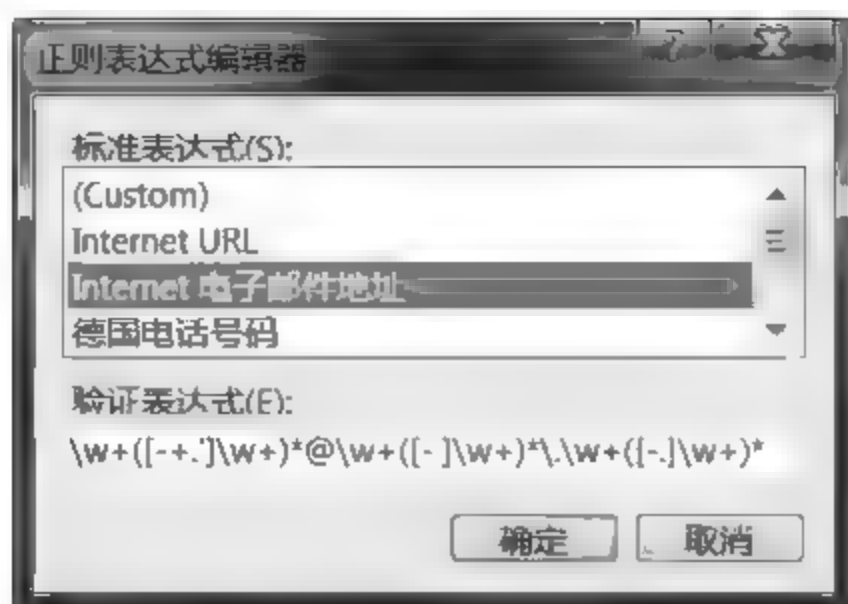 正则表达式编辑器
标准表达式(S):
(Custom)
Internet URL
Internet 电子邮件地址
德国电话号码
验证表达式(E):
\w+([-+.']\w+)*@\w+([- ]\w+)*\.\w+([-.]\w+)*
确定 取消